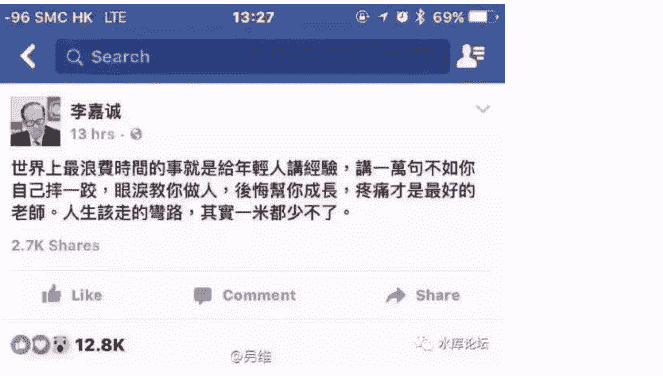 -96 SMC HK LTE 13:27 69%
Search
李嘉诚
13 hrs ·
世界上最浪費時間的事就是給年輕人講經驗，講一萬句不如你
自己摔一跤，眼淚教你做人，後悔幫你成長，疼痛才是最好的
老師。人生該走的彎路，其實一米都少不了。
2.7K Shares
Like Comment Share
12.8K
@另维
水库论坛